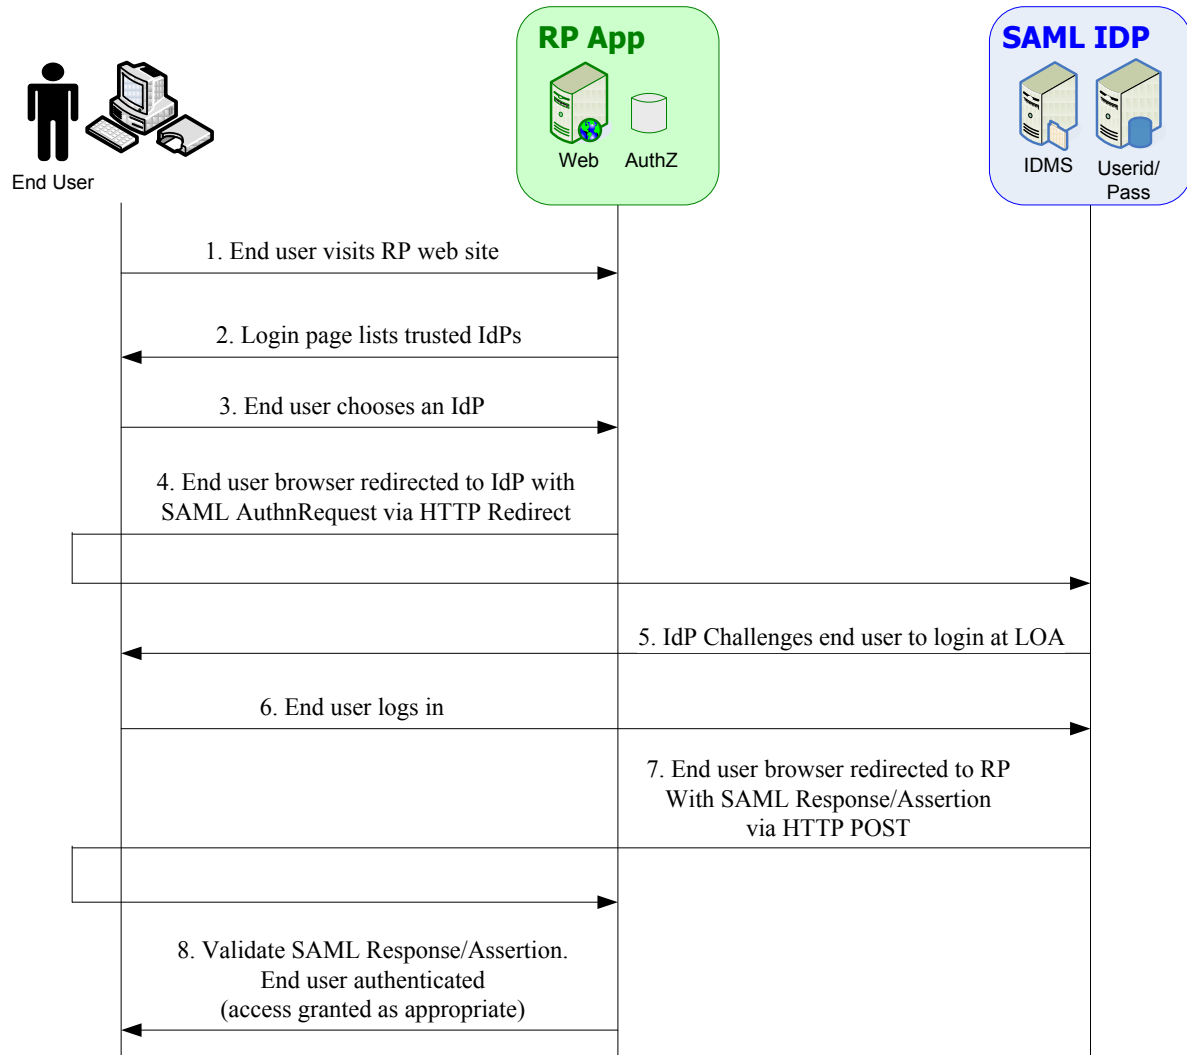 RP App
SAML IDP
Web
AuthZ
IDMS
Userid/
Pass
End User
1. End user visits RP web site
2. Login page lists trusted IdPs
3. End user chooses an IdP
4. End user browser redirected to IdP with
SAML AuthnRequest via HTTP Redirect
5. IdP Challenges end user to login at LOA
6. End user logs in
7. End user browser redirected to RP
With SAML Response/Assertion
via HTTP POST
8. Validate SAML Response/Assertion.
End user authenticated
(access granted as appropriate)